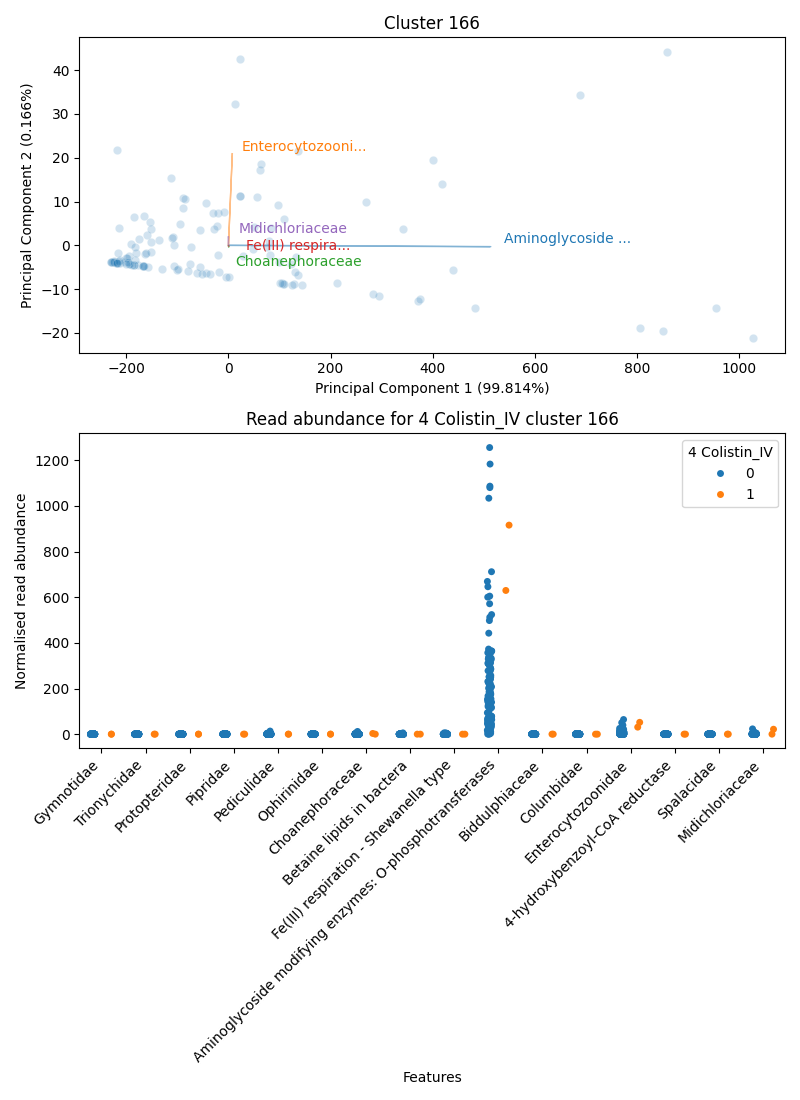 Cluster 166
Principal Component 2 (0.166%)
40
30
20
10
0
−10
−20
Enterocytozooni...
Midichloriaceae
Fe(III) respira...
Choanephoraceae
Aminoglycoside ...
−200
0
200
400
600
800
1000
Principal Component 1 (99.814%)
Read abundance for 4 Colistin_IV cluster 166
Normalised read abundance
1200
1000
800
600
400
200
0
4 Colistin_IV
0
1
Gymnotidae
Trionychidae
Protopteridae
Pipridae
Pediculidae
Ophirinidae
Choanephoraceae
Betaine lipids in bacteria
Fe(III) respiration - Shewanella type
Aminoglycoside modifying enzymes: O-phosphotransferases
Biddulphiaceae
Columbidae
Enterocytozoonidae
4-hydroxybenzoyl-CoA reductase
Spalacidae
Midichloriaceae
Features